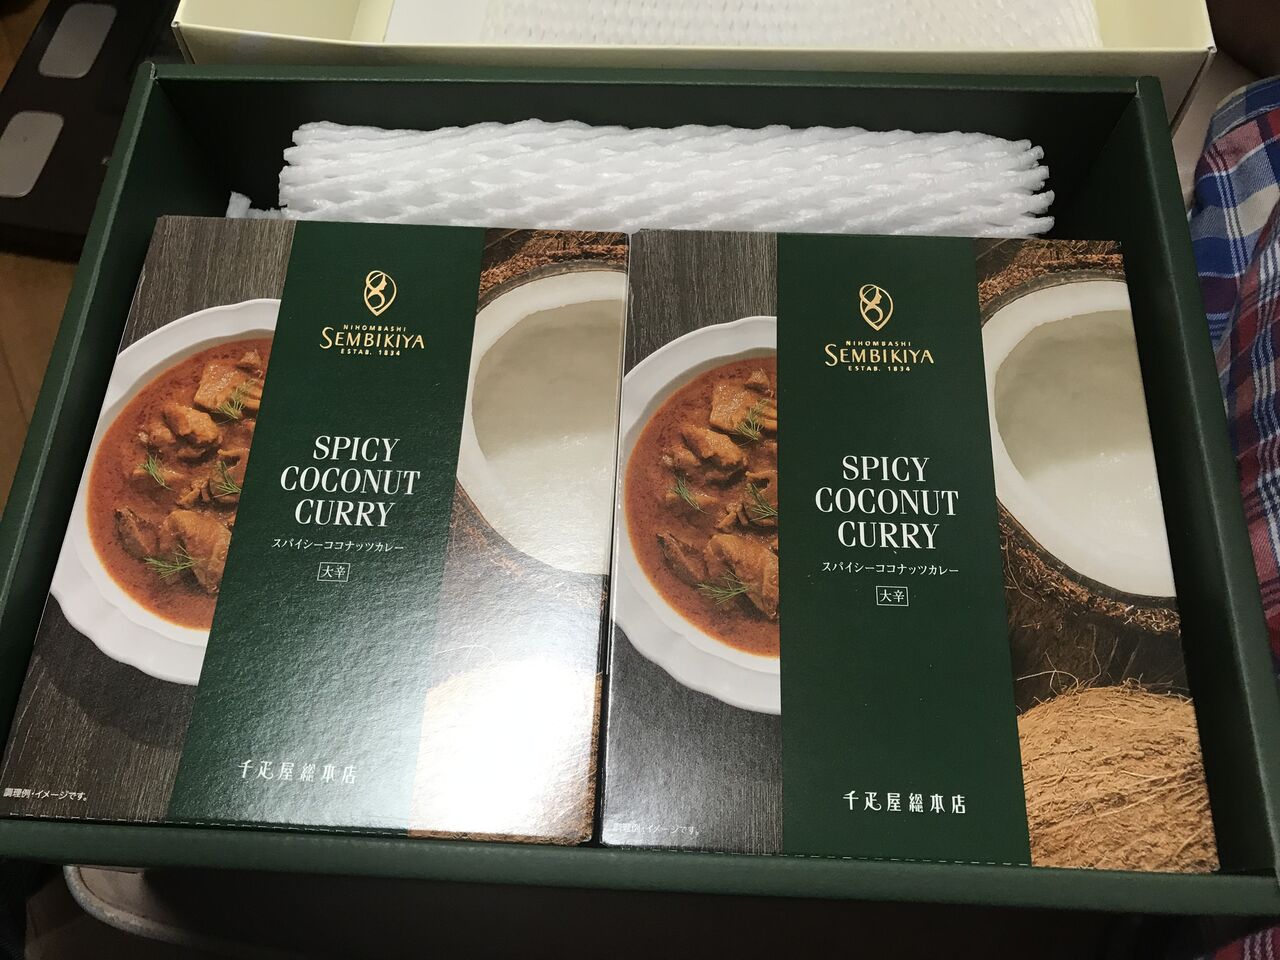 NIHOMBASHI
SEMBIKIYA
ESTAB. 1834
SPICY
COCONUT
CURRY
スパイシーココナッツカレー
大辛
千疋屋総本店
調理例・イメージです。
NIHOMBASHI
SEMBIKIYA
ESTAB. 1834
SPICY
COCONUT
CURRY
スパイシーココナッツカレー
大辛
千疋屋総本店
調理例・イメージです。